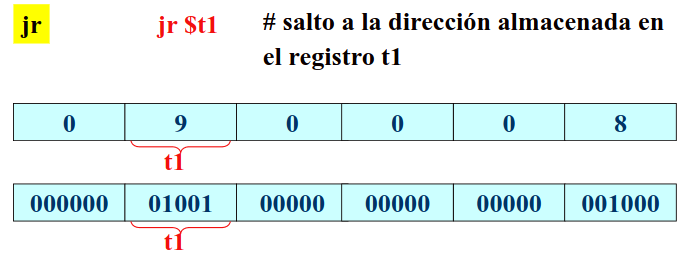 jr jr $t1 # salto a la dirección almacenada en
el registro t1
0 9 0 0 0 8
t1
000000 01001 00000 00000 00000 001000
t1